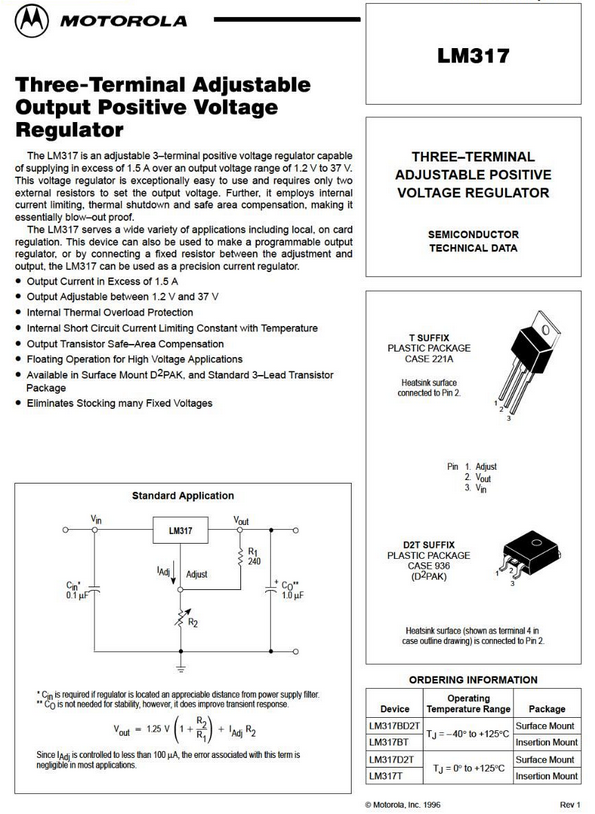 MOTOROLA
LM317
Three-Terminal Adjustable
Output Positive Voltage
Regulator
The LM317 is an adjustable 3–terminal positive voltage regulator capable
of supplying in excess of 1.5 A over an output voltage range of 1.2 V to 37 V.
This voltage regulator is exceptionally easy to use and requires only two
external resistors to set the output voltage. Further, it employs internal
current limiting, thermal shutdown and safe area compensation, making it
essentially blow–out proof.
The LM317 serves a wide variety of applications including local, on card
regulation. This device can also be used to make a programmable output
regulator, or by connecting a fixed resistor between the adjustment and
output, the LM317 can be used as a precision current regulator.
• Output Current in Excess of 1.5 A
• Output Adjustable between 1.2 V and 37 V
• Internal Thermal Overload Protection
• Internal Short Circuit Current Limiting Constant with Temperature
• Output Transistor Safe–Area Compensation
• Floating Operation for High Voltage Applications
• Available in Surface Mount D2PAK, and Standard 3–Lead Transistor
Package
• Eliminates Stocking many Fixed Voltages
THREE–TERMINAL
ADJUSTABLE POSITIVE
VOLTAGE REGULATOR
SEMICONDUCTOR
TECHNICAL DATA
T SUFFIX
PLASTIC PACKAGE
CASE 221A
Heatsink surface
connected to Pin 2.
1
2
3
Pin 1. Adjust
2. Vout
3. Vin
D2T SUFFIX
PLASTIC PACKAGE
CASE 936
(D2PAK)
1
2
3
Heatsink surface (shown as terminal 4 in
case outline drawing) is connected to Pin 2.
Standard Application
Vin
LM317
Vout
R1
240
IAdj
Adjust
Cin*
0.1 µF
+ CO**
1.0 µF
R2
* Cin is required if regulator is located an appreciable distance from power supply filter.
** CO is not needed for stability, however, it does improve transient response.
Vout = 1.25 V (1 + R2/R1) + IAdj R2
Since IAdj is controlled to less than 100 µA, the error associated with this term is
negligible in most applications.
ORDERING INFORMATION
Device Operating Temperature Range Package
LM317BD2T TJ = –40° to +125°C Surface Mount
LM317BT Insertion Mount
LM317D2T TJ = 0° to +125°C Surface Mount
LM317T Insertion Mount
© Motorola, Inc. 1996
Rev 1